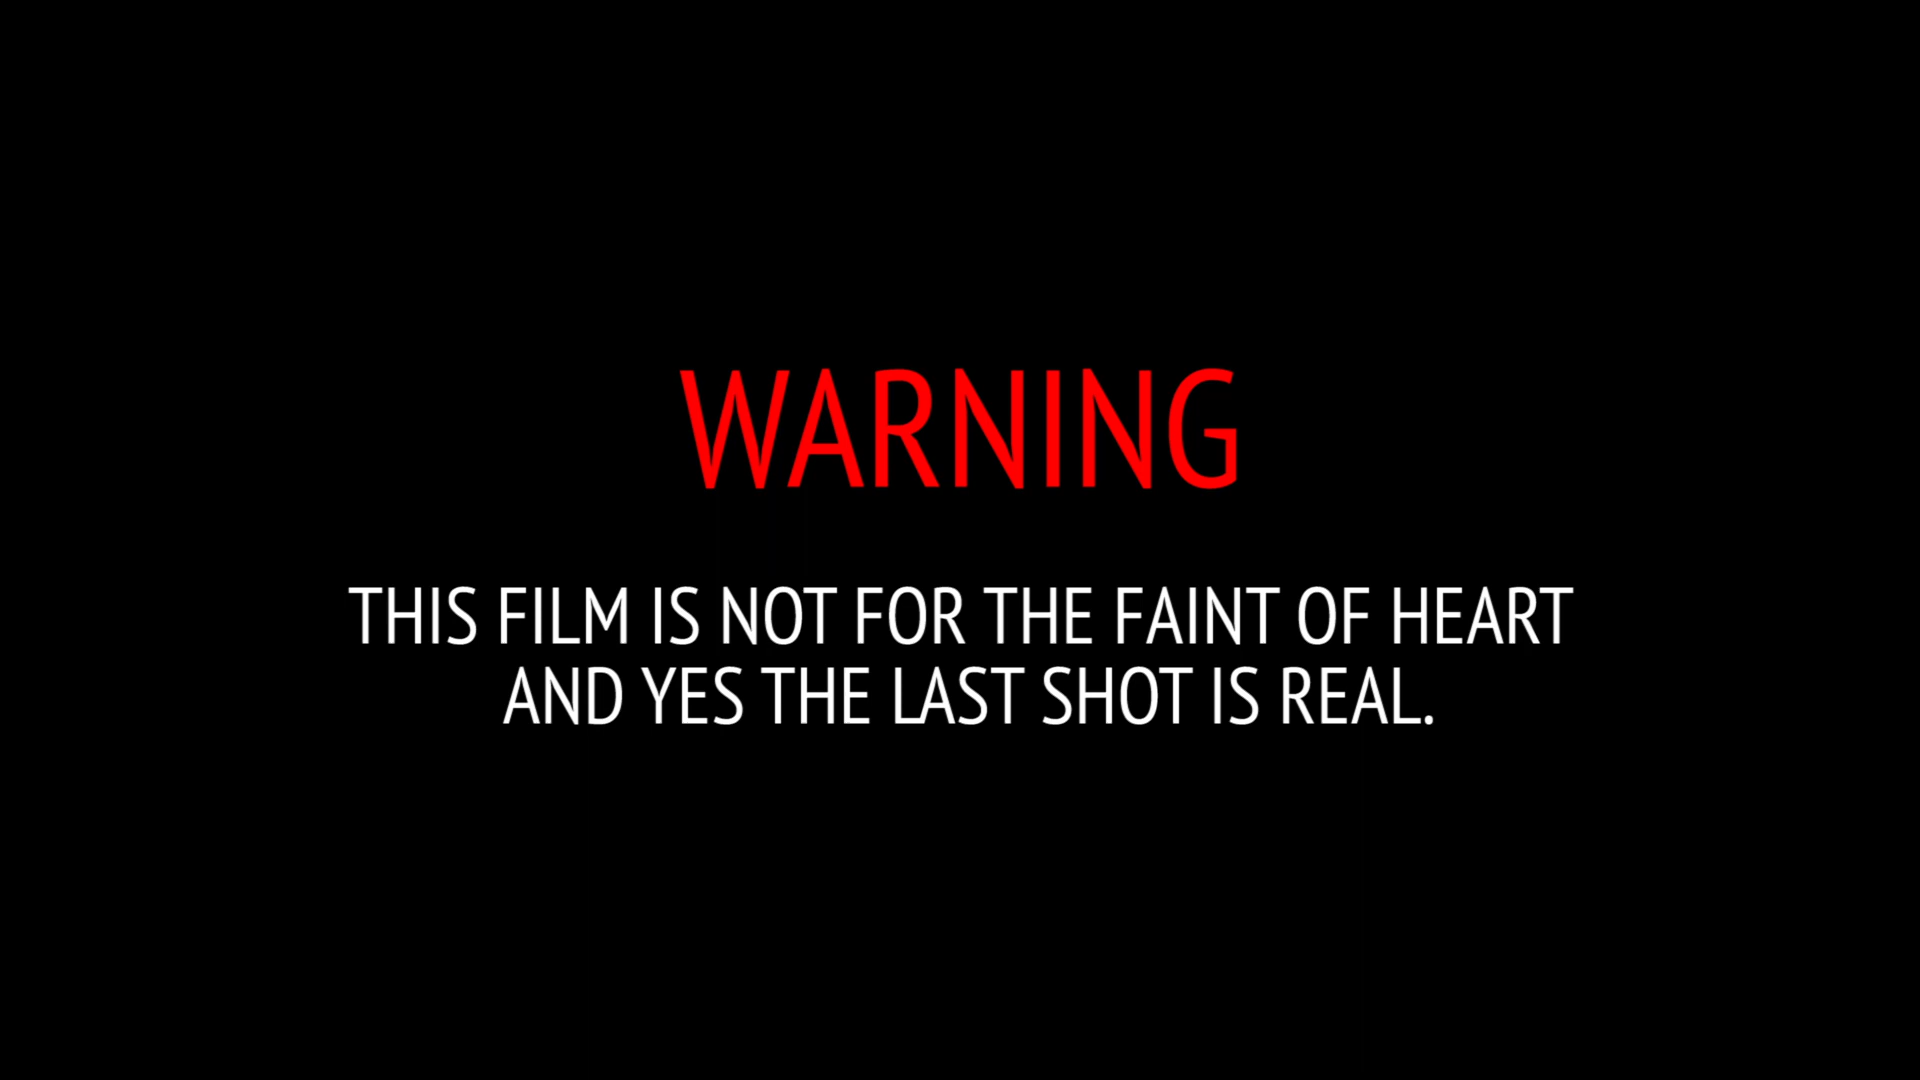 WARNING
THIS FILM IS NOT FOR THE FAINT OF HEART
AND YES THE LAST SHOT IS REAL.